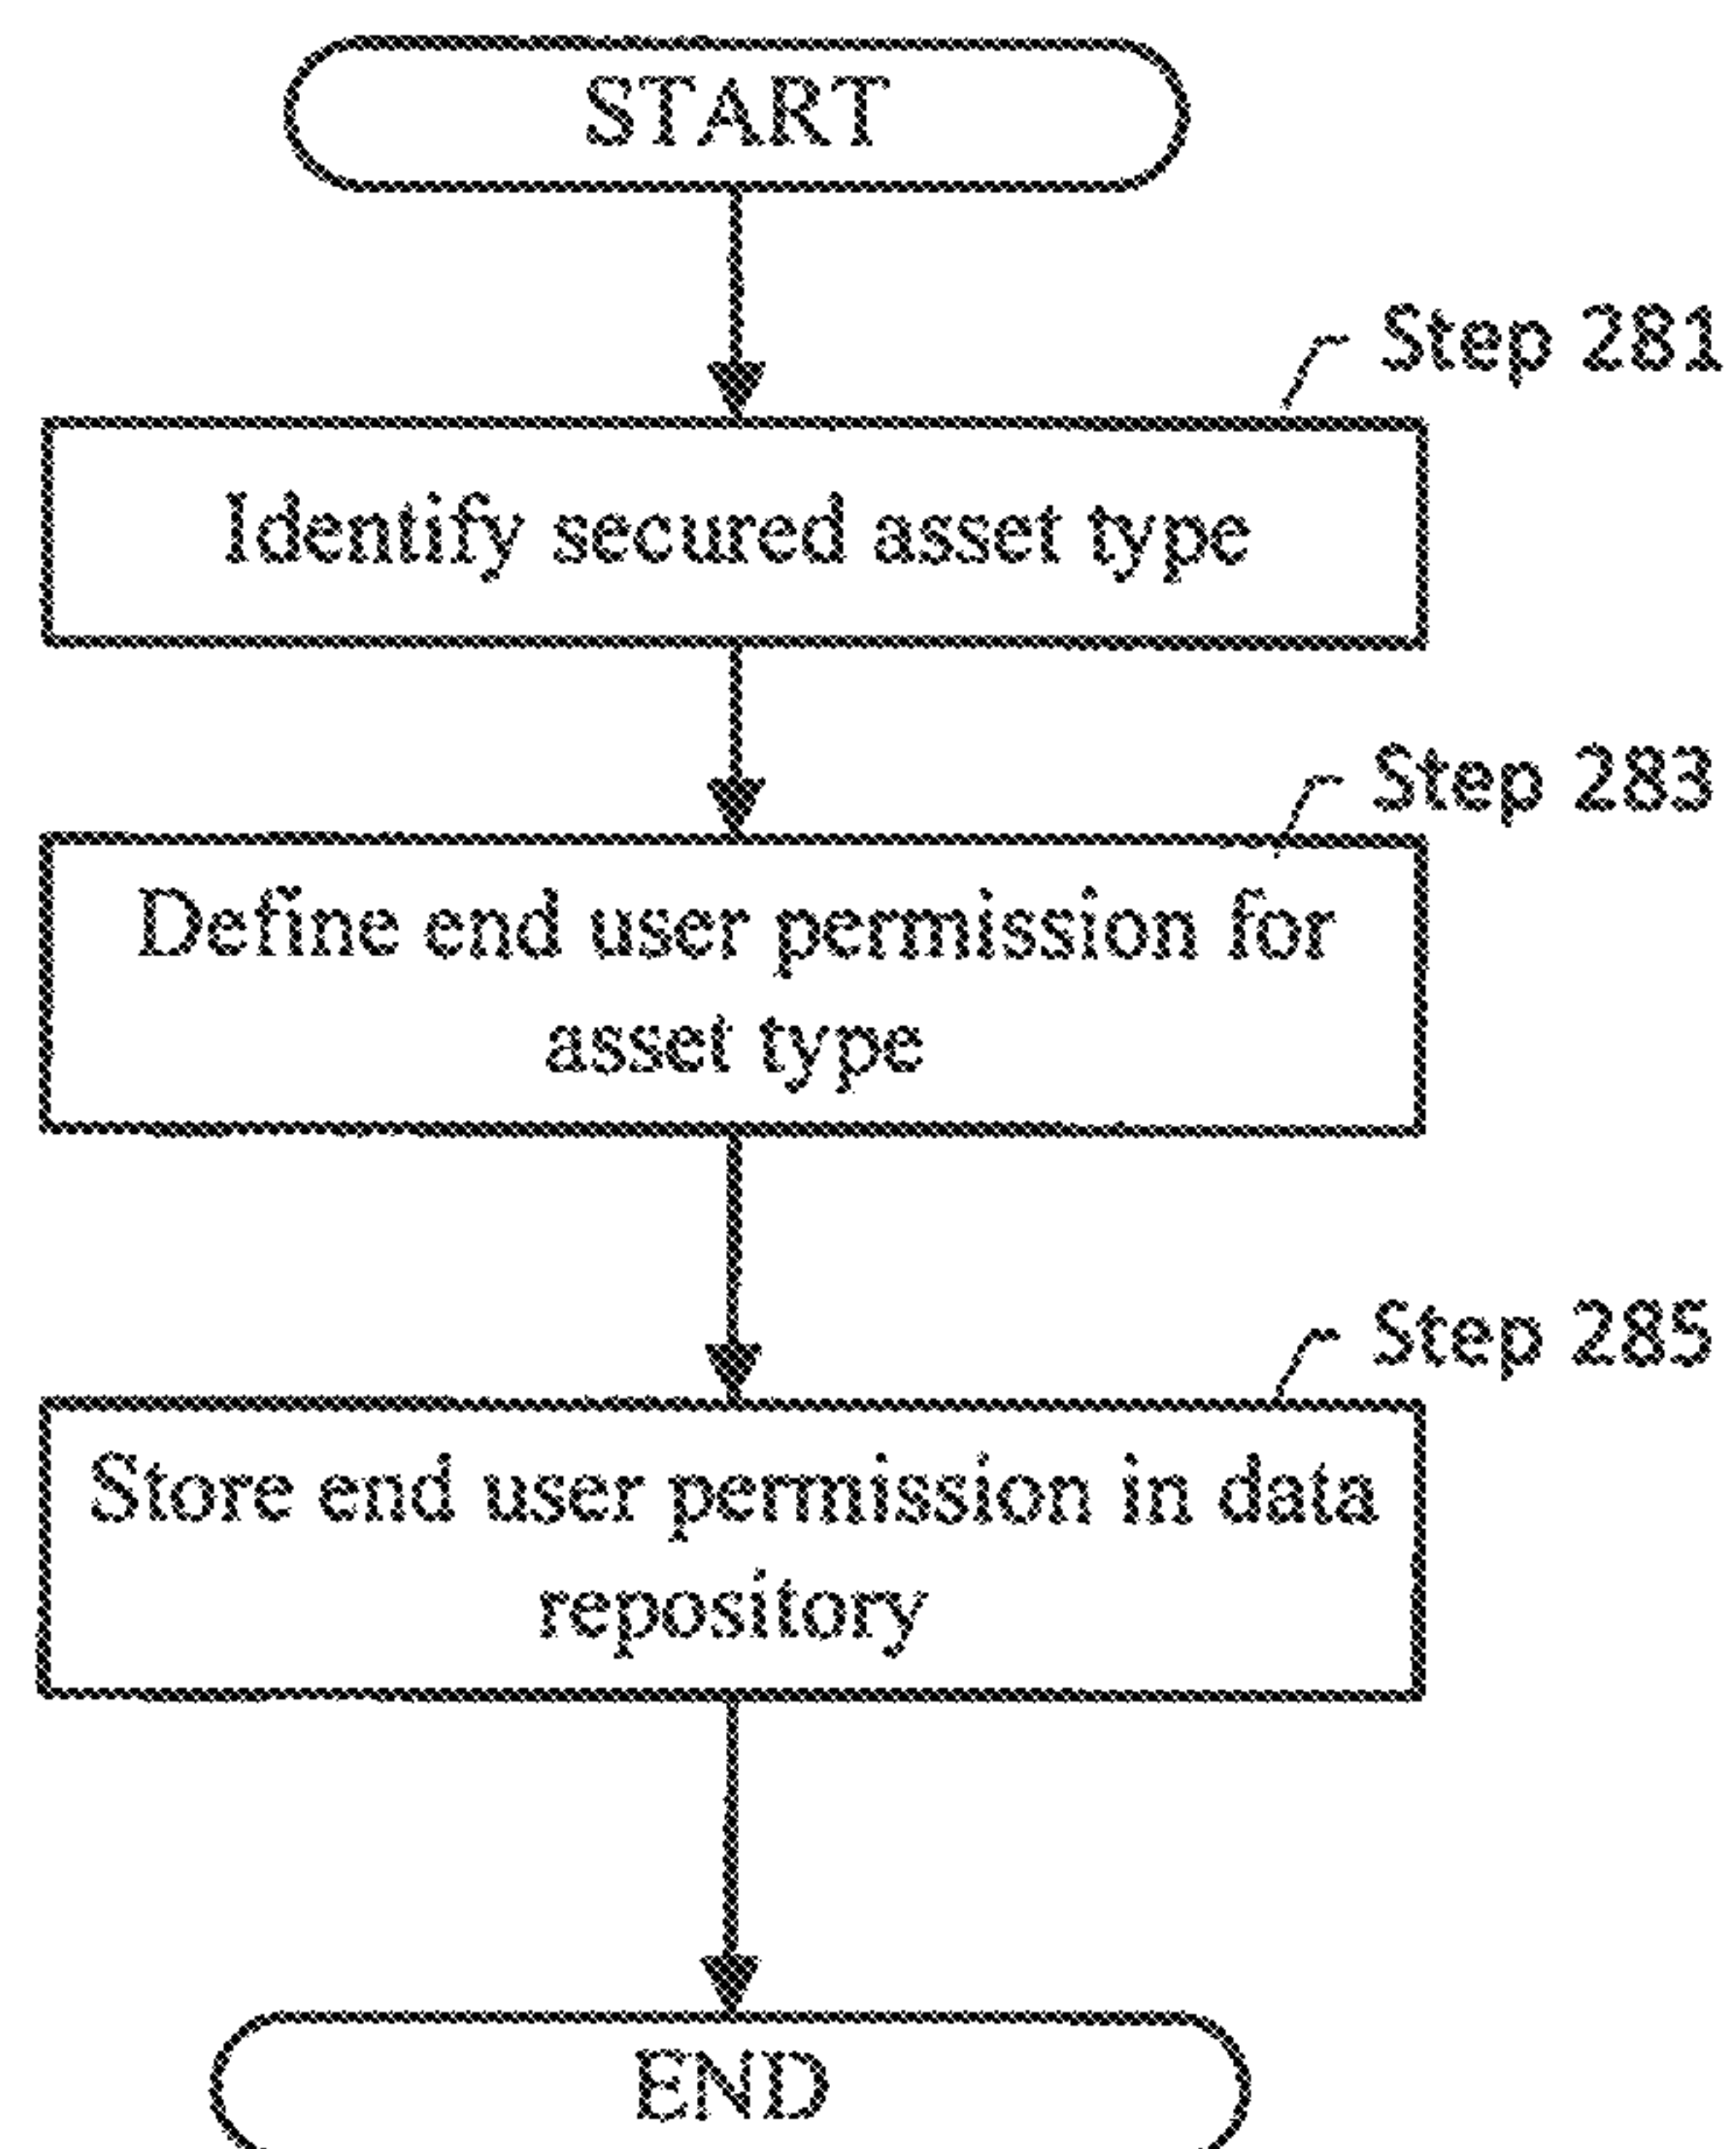 START
Step 281
Identify secured asset type
Step 283
Define end user permission for
asset type
Step 285
Store end user permission in data
repository
END